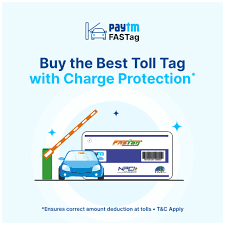 paytm
FASTag
Buy the Best Toll Tag
with Charge Protection*
FASTag
*Ensures correct amount deduction at tolls • T&C Apply